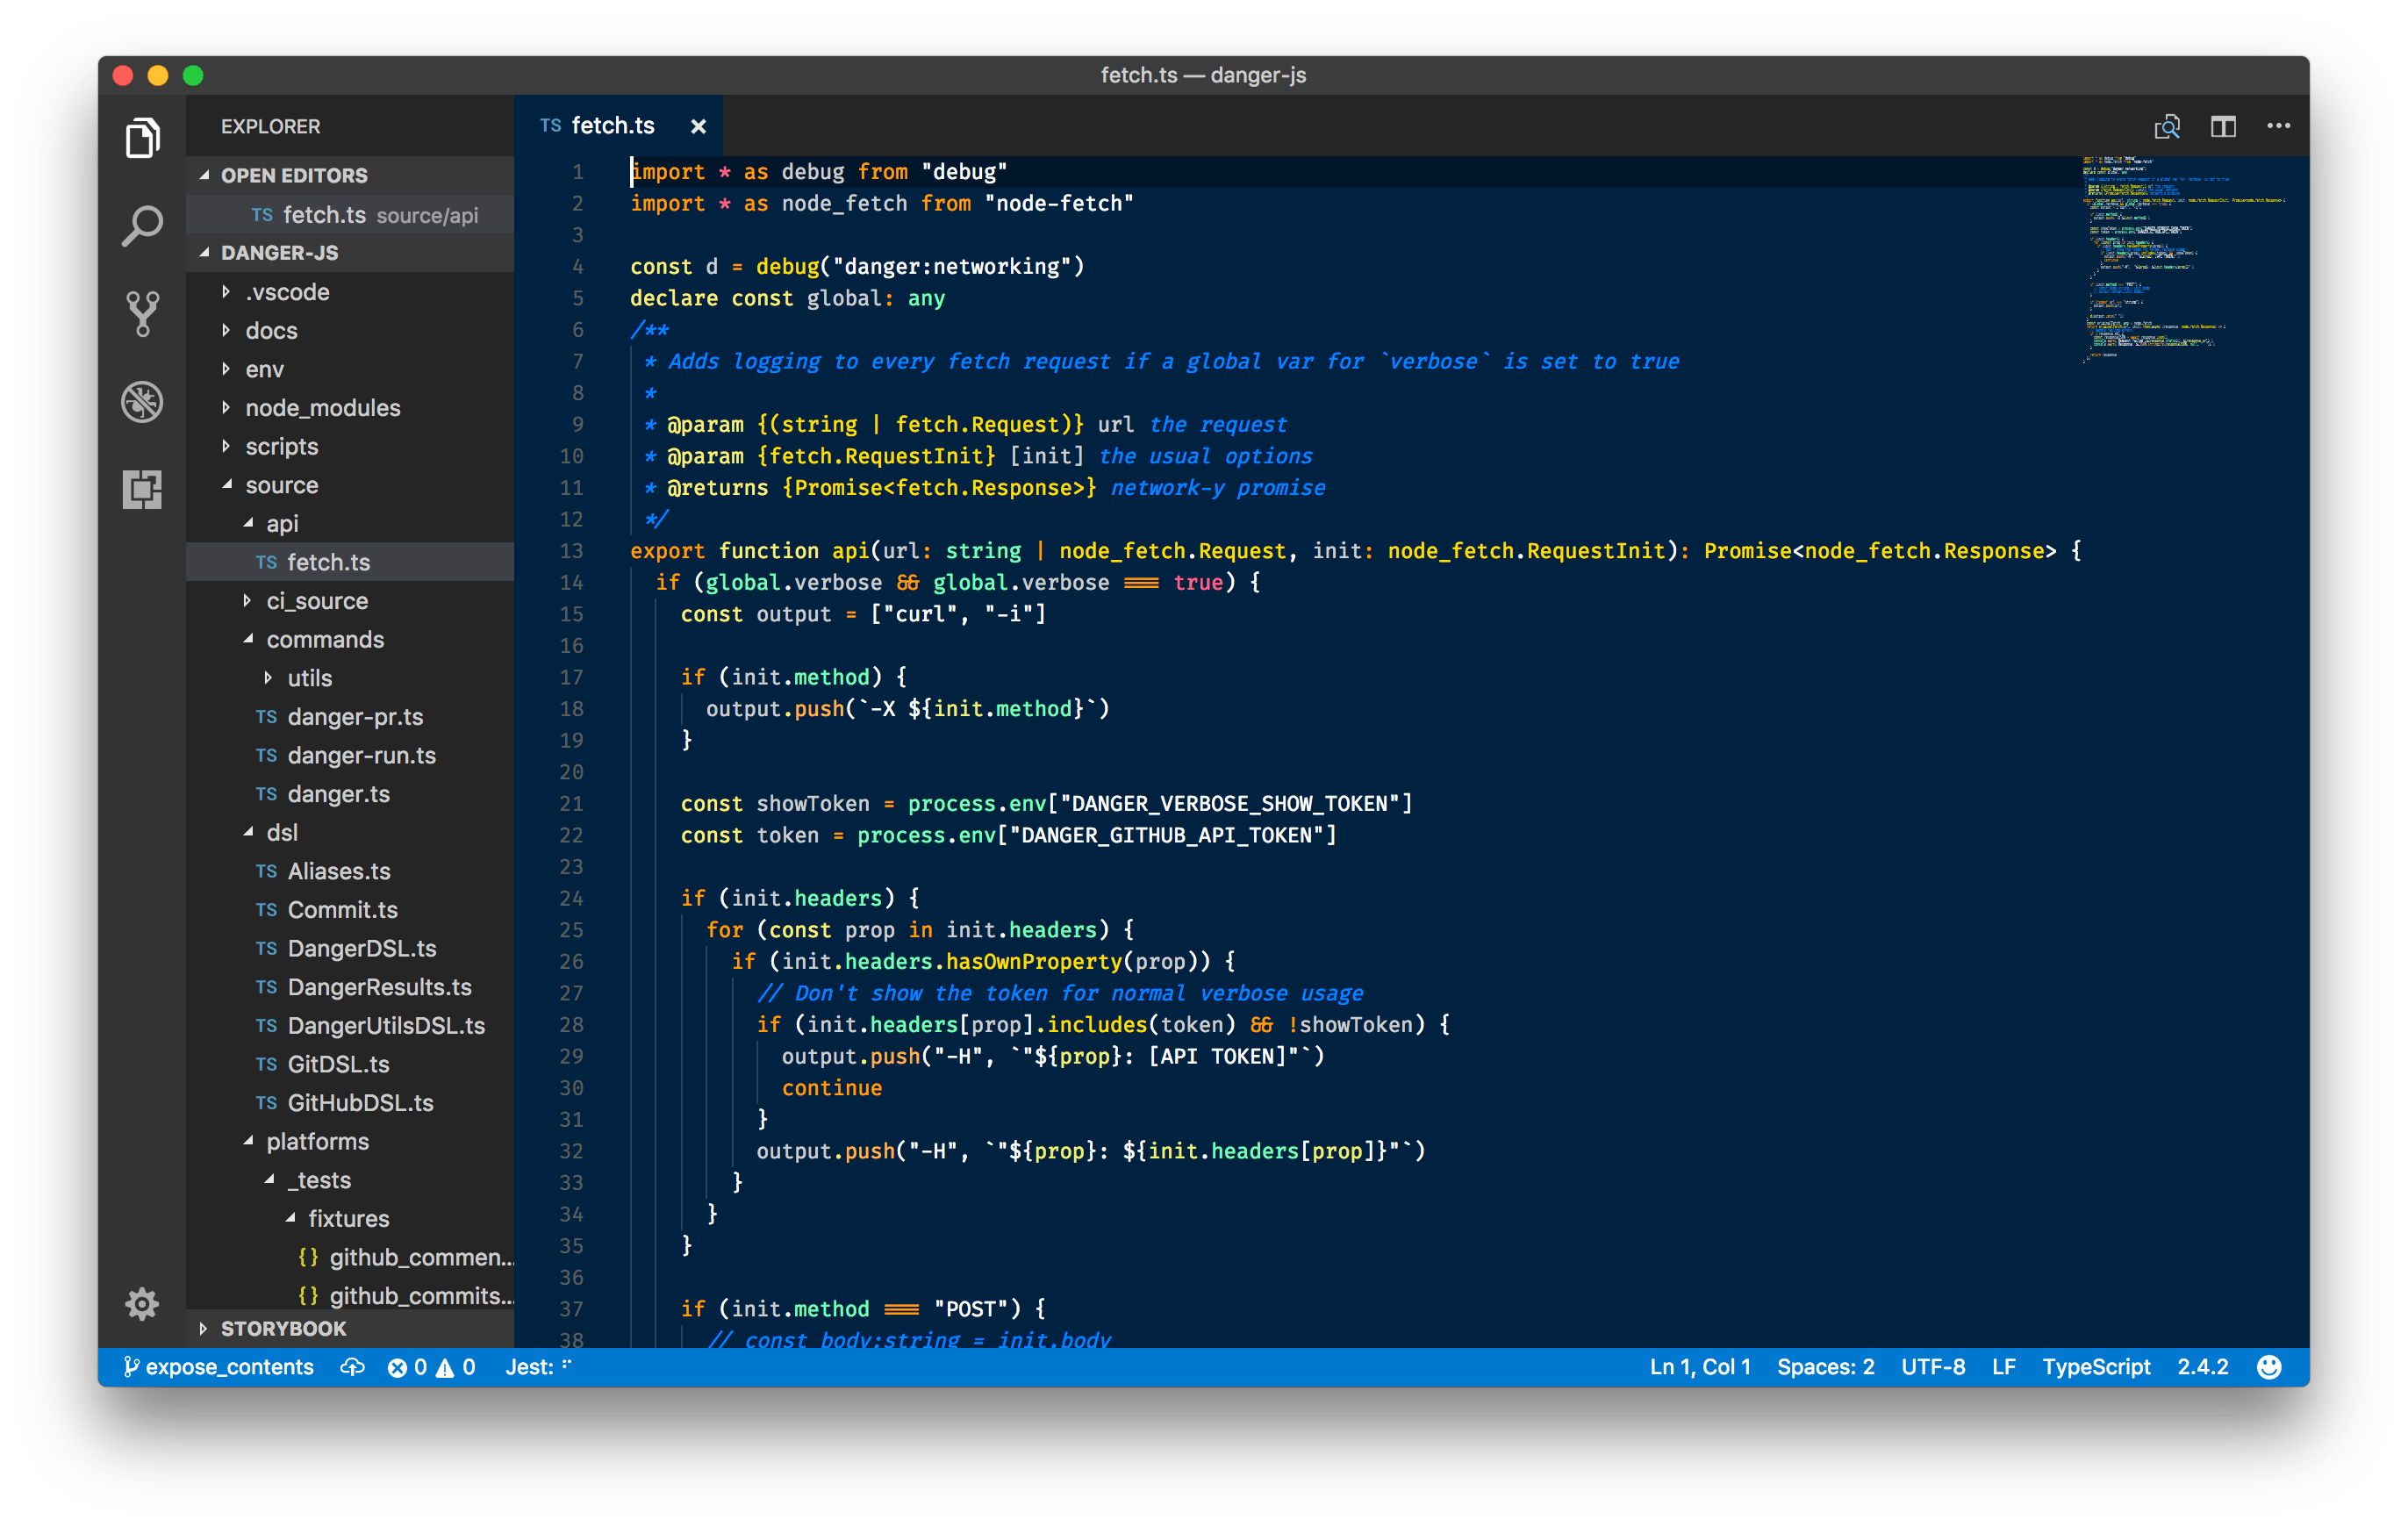 fetch.ts — danger-js
EXPLORER
OPEN EDITORS
TS fetch.ts source/api
DANGER-JS
.vscode
docs
env
node_modules
scripts
source
api
TS fetch.ts
ci_source
commands
utils
TS danger-pr.ts
TS danger-run.ts
TS danger.ts
dsl
TS Aliases.ts
TS Commit.ts
TS DangerDSL.ts
TS DangerResults.ts
TS DangerUtilsDSL.ts
TS GitDSL.ts
TS GitHubDSL.ts
platforms
_tests
fixtures
{} github_commen...
{} github_commits...
STORYBOOK
TS fetch.ts ×
1 import * as debug from "debug"
2 import * as node_fetch from "node-fetch"
3
4 const d = debug("danger:networking")
5 declare const global: any
6 /**
7  * Adds logging to every fetch request if a global var for `verbose` is set to true
8  *
9  * @param {(string | fetch.Request)} url the request
10  * @param {fetch.RequestInit} [init] the usual options
11  * @returns {Promise<fetch.Response>} network-y promise
12  */
13 export function api(url: string | node_fetch.Request, init: node_fetch.RequestInit): Promise<node_fetch.Response> {
14   if (global.verbose && global.verbose === true) {
15     const output = ["curl", "-i"]
16
17     if (init.method) {
18       output.push(`-X ${init.method}`)
19     }
20
21     const showToken = process.env["DANGER_VERBOSE_SHOW_TOKEN"]
22     const token = process.env["DANGER_GITHUB_API_TOKEN"]
23
24     if (init.headers) {
25       for (const prop in init.headers) {
26         if (init.headers.hasOwnProperty(prop)) {
27           // Don't show the token for normal verbose usage
28           if (init.headers[prop].includes(token) && !showToken) {
29             output.push("-H", `"${prop}: [API TOKEN]"`)
30             continue
31           }
32           output.push("-H", `"${prop}: ${init.headers[prop]}"`)
33         }
34       }
35     }
36
37     if (init.method === "POST") {
38       // const body:string = init.body
expose_contents 0 0 Jest:
Ln 1, Col 1 Spaces: 2 UTF-8 LF TypeScript 2.4.2